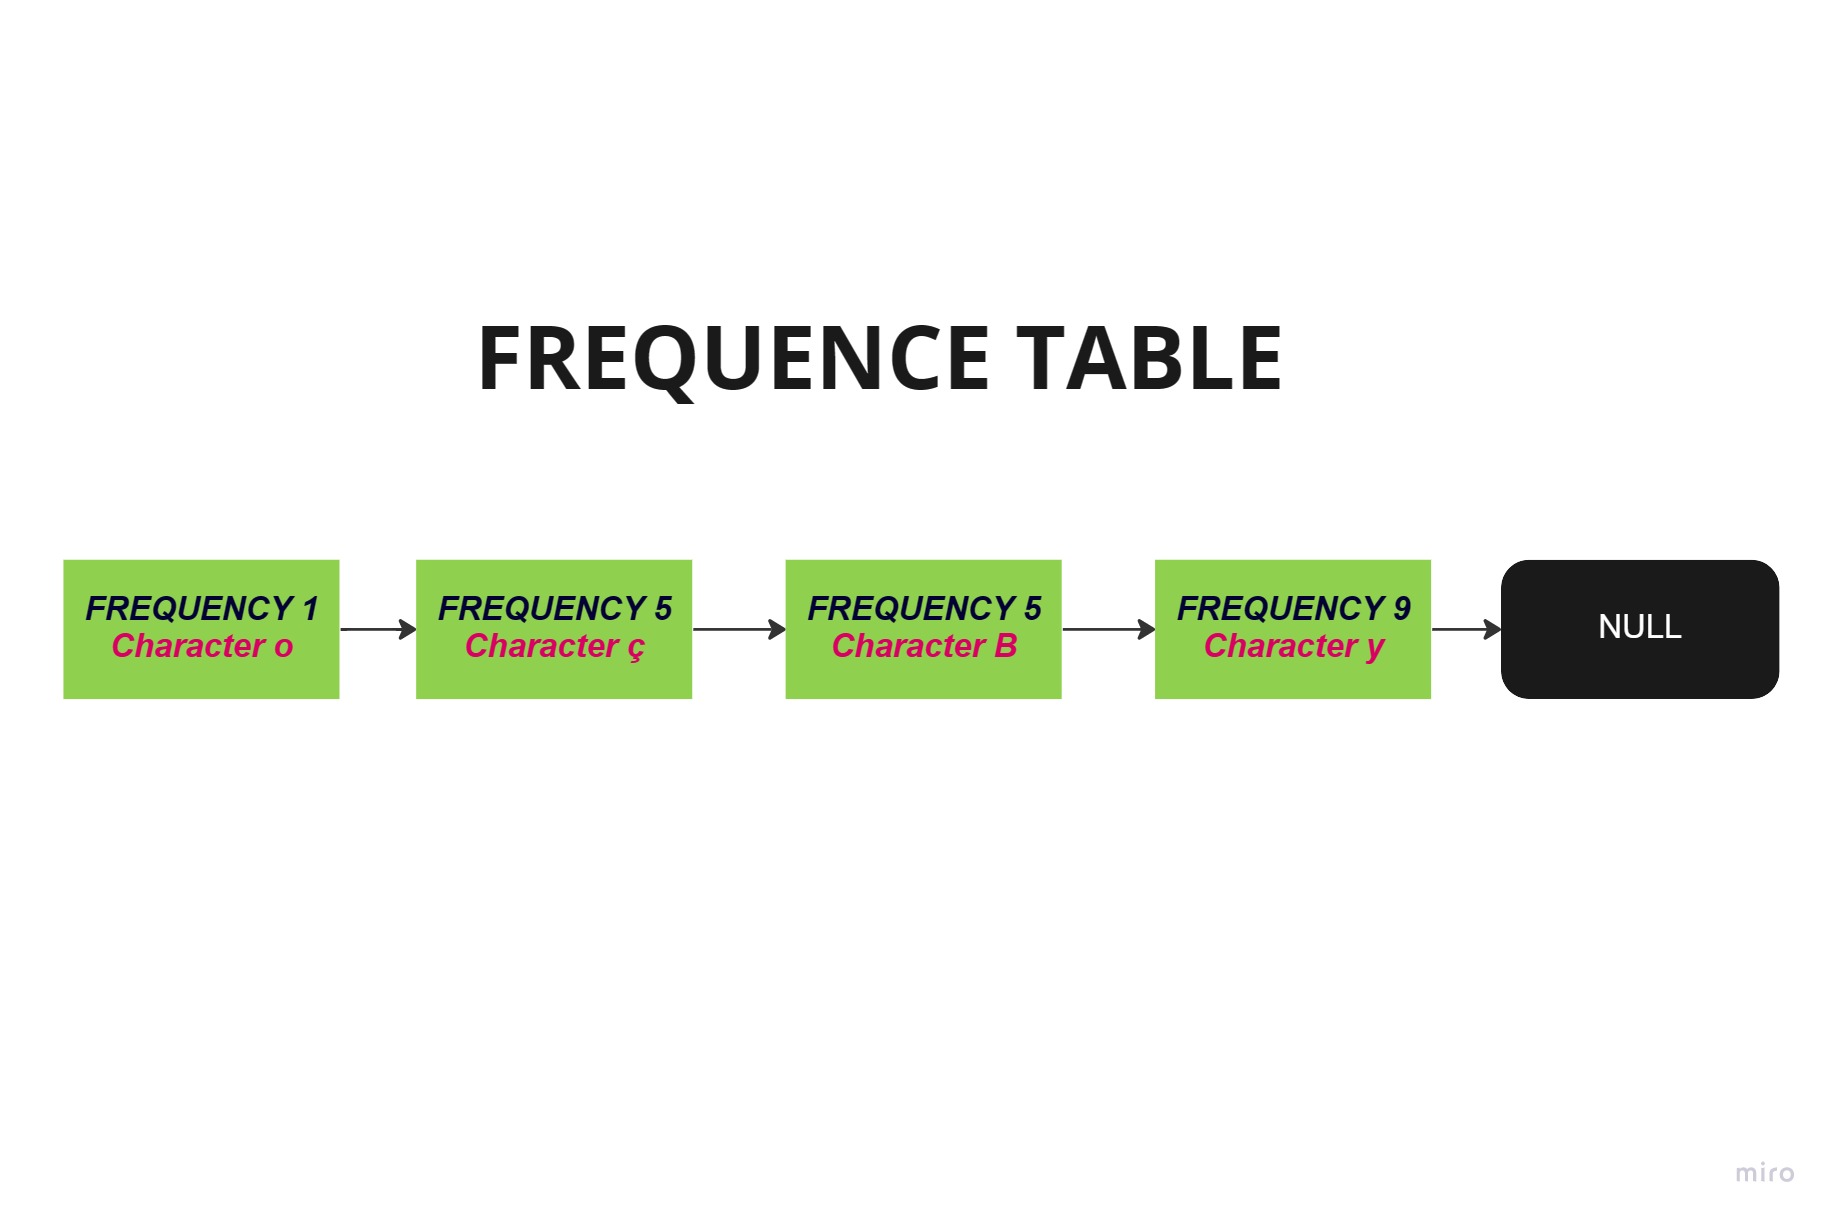 FREQUENCE TABLE
FREQUENCY 1
Character o
FREQUENCY 5
Character ç
FREQUENCY 5
Character B
FREQUENCY 9
Character y
NULL
miro